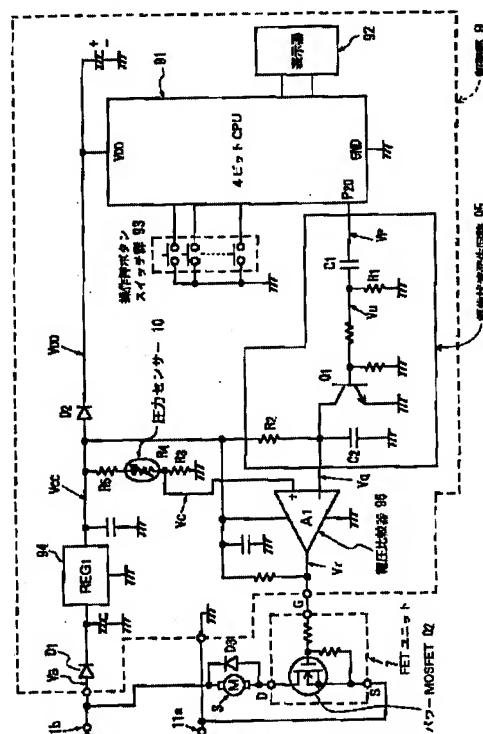 11b
Vs
D1
REG1
94
Vcc
D2
VDD
+
-
VDD
91
4ビットCPU
表示器
92
P20
GND
操作押ボタン
スイッチ群 93
圧力センサー 10
R5
R4
R3
Vc
R2
Q1
C2
Vq
Vu
C1
R1
VP
A1
+
-
電圧比較器 96
Vr
G
11a
S
M
D3
D
S
FETユニット
パワーMOSFET 02
95
9